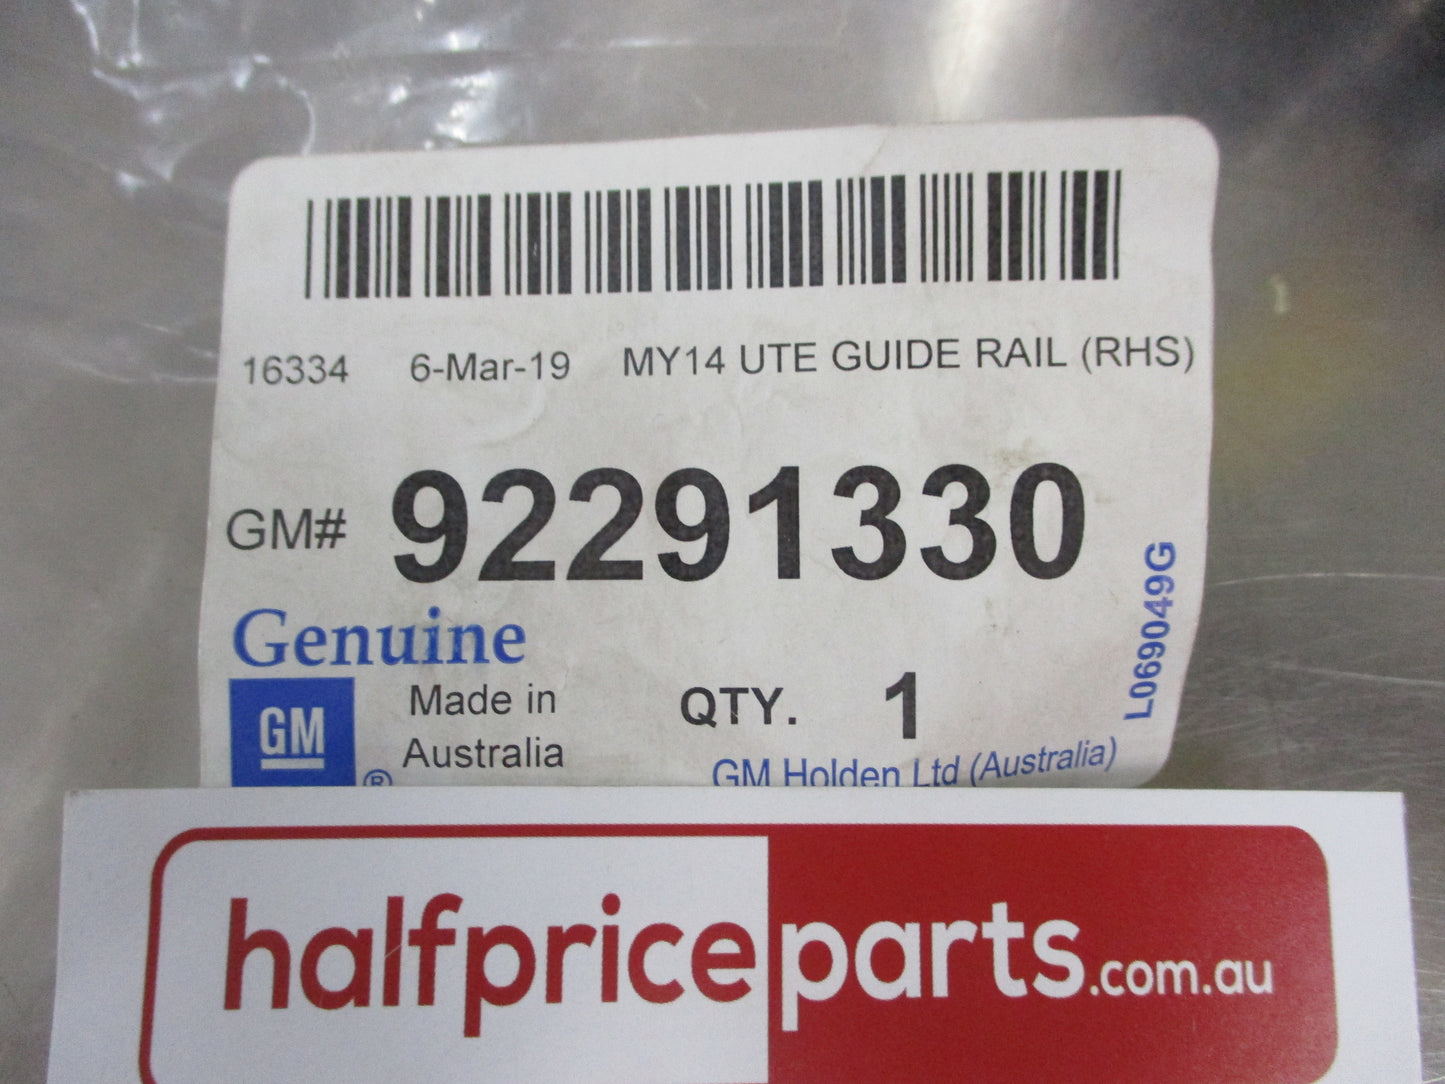 16334 6-Mar-19 MY14 UTE GUIDE RAIL (RHS)
GM# 92291330
Genuine
GM ®
Made in
Australia
QTY. 1
GM Holden Ltd (Australia)
L069049G
halfpriceparts.com.au